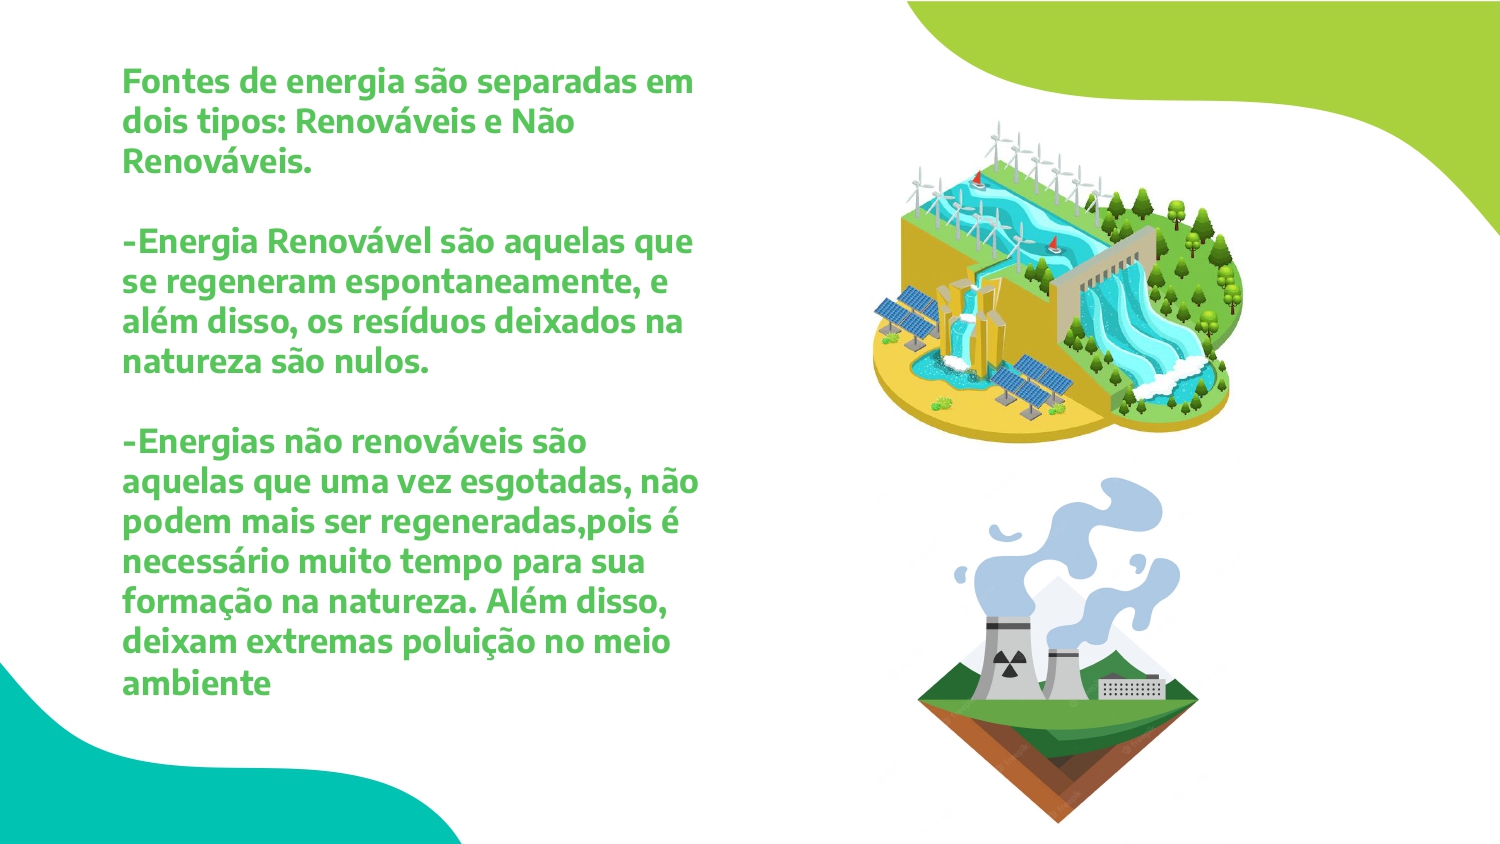 Fontes de energia são separadas em
dois tipos: Renováveis e Não
Renováveis.
-Energia Renovável são aquelas que
se regeneram espontaneamente, e
além disso, os resíduos deixados na
natureza são nulos.
-Energias não renováveis são
aquelas que uma vez esgotadas, não
podem mais ser regeneradas,pois é
necessário muito tempo para sua
formação na natureza. Além disso,
deixam extremas poluição no meio
ambiente